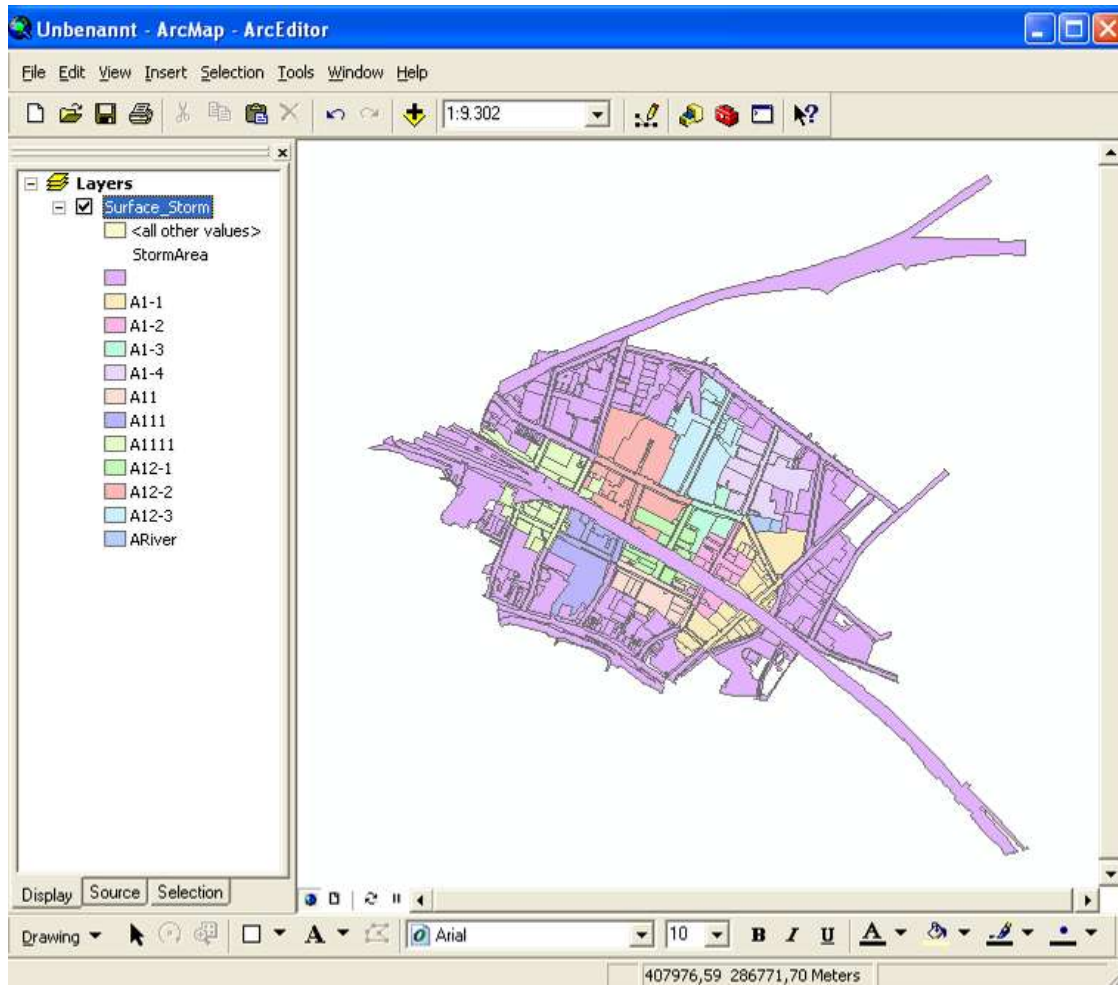 Unbenannt - ArcMap - ArcEditor
File Edit View Insert Selection Tools Window Help
1:9.302
Layers
Surface_Storm
<all other values>
StormArea
A1-1
A1-2
A1-3
A1-4
A11
A111
A1111
A12-1
A12-2
A12-3
ARiver
Display Source Selection
Drawing A Arial 10 B I U A
407976,59 286771,70 Meters